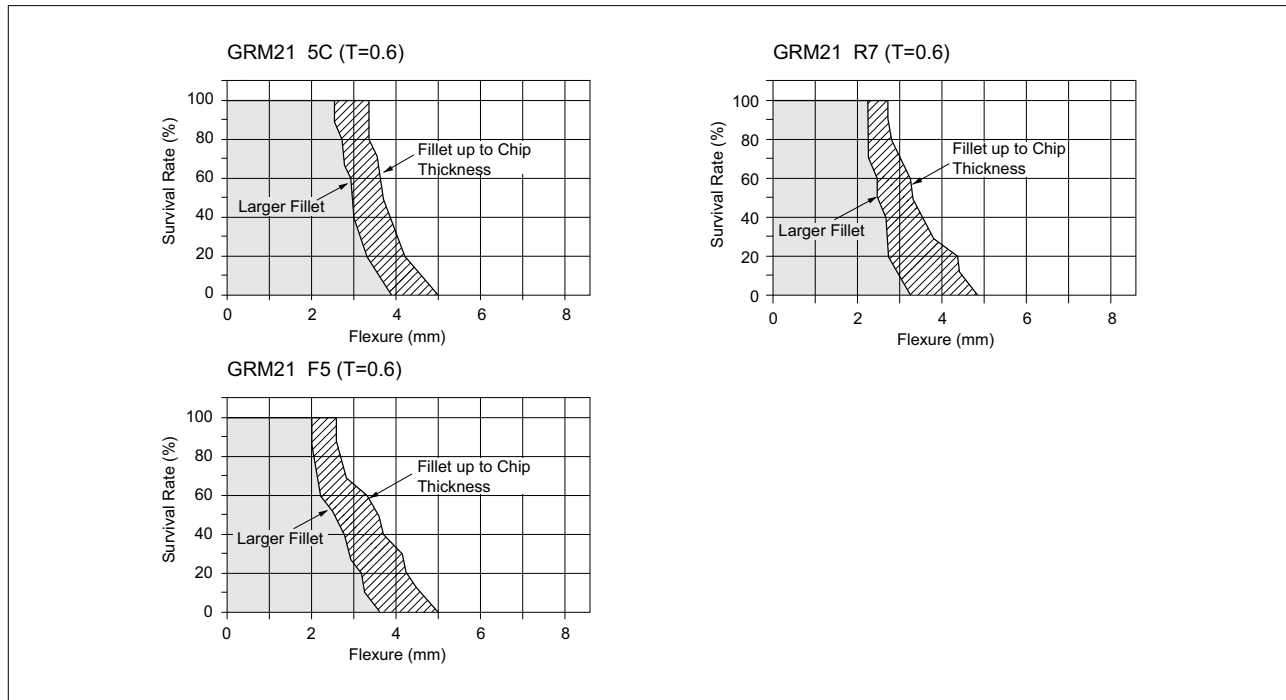 GRM21 5C (T=0.6)
Survival Rate (%)
100
80
60
40
20
0
Fillet up to Chip
Thickness
Larger Fillet
0 2 4 6 8
Flexure (mm)
GRM21 R7 (T=0.6)
Survival Rate (%)
100
80
60
40
20
0
Fillet up to Chip
Thickness
Larger Fillet
0 2 4 6 8
Flexure (mm)
GRM21 F5 (T=0.6)
Survival Rate (%)
100
80
60
40
20
0
Fillet up to Chip
Thickness
Larger Fillet
0 2 4 6 8
Flexure (mm)